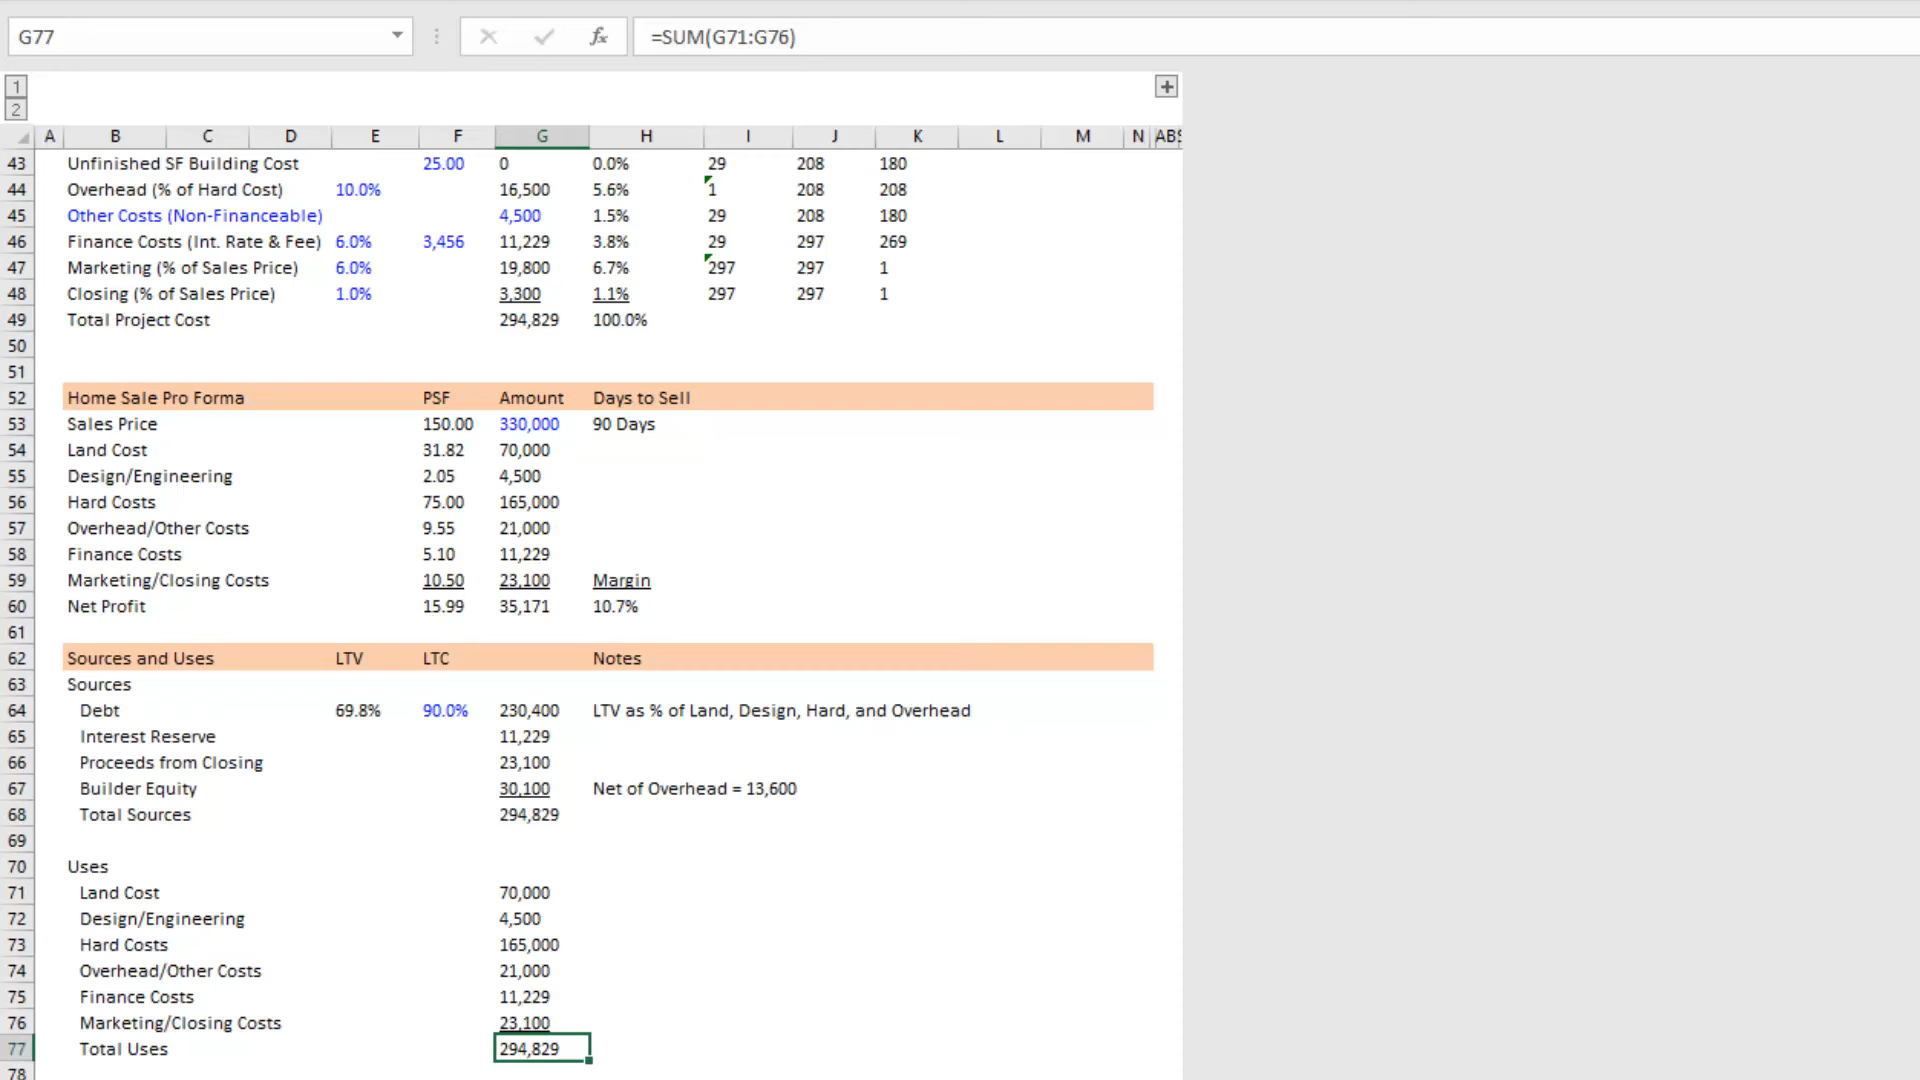 G77 fx =SUM(G71:G76)
1
2
A B C D E F G H I J K L M N
43 Unfinished SF Building Cost 25.00 0 0.0% 29 208 180
44 Overhead (% of Hard Cost) 10.0% 16,500 5.6% 1 208 208
45 Other Costs (Non-Financeable) 4,500 1.5% 29 208 180
46 Finance Costs (Int. Rate & Fee) 6.0% 3,456 11,229 3.8% 29 297 269
47 Marketing (% of Sales Price) 6.0% 19,800 6.7% 297 297 1
48 Closing (% of Sales Price) 1.0% 3,300 1.1% 297 297 1
49 Total Project Cost 294,829 100.0%
50
51
52 Home Sale Pro Forma PSF Amount Days to Sell
53 Sales Price 150.00 330,000 90 Days
54 Land Cost 31.82 70,000
55 Design/Engineering 2.05 4,500
56 Hard Costs 75.00 165,000
57 Overhead/Other Costs 9.55 21,000
58 Finance Costs 5.10 11,229
59 Marketing/Closing Costs 10.50 23,100 Margin
60 Net Profit 15.99 35,171 10.7%
61
62 Sources and Uses LTV LTC Notes
63 Sources
64 Debt 69.8% 90.0% 230,400 LTV as % of Land, Design, Hard, and Overhead
65 Interest Reserve 11,229
66 Proceeds from Closing 23,100
67 Builder Equity 30,100 Net of Overhead = 13,600
68 Total Sources 294,829
69
70 Uses
71 Land Cost 70,000
72 Design/Engineering 4,500
73 Hard Costs 165,000
74 Overhead/Other Costs 21,000
75 Finance Costs 11,229
76 Marketing/Closing Costs 23,100
77 Total Uses 294,829
78